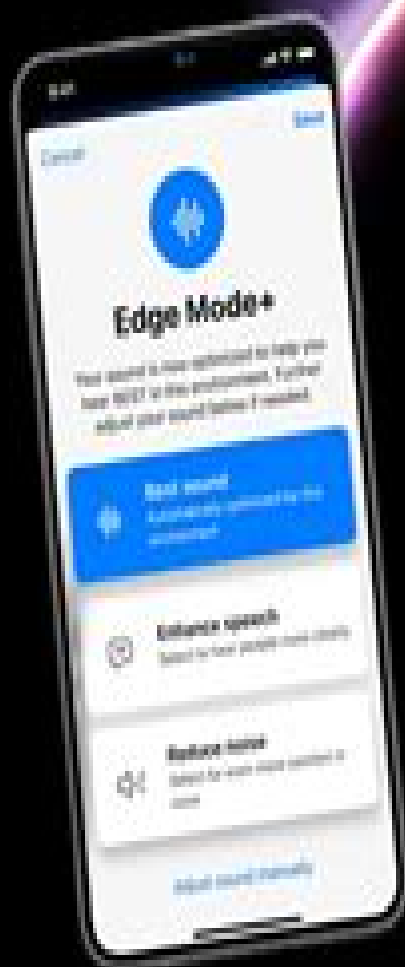 Cancel
Save
Edge Mode+
Your sound is now optimized to help you
hear BEST in this environment. Further
adjust your sound below if needed.
Best sound
Automatically optimized for this
environment
Enhance speech
Select to hear people more clearly
Reduce noise
Select for even more comfort in
noise
Adjust sound manually